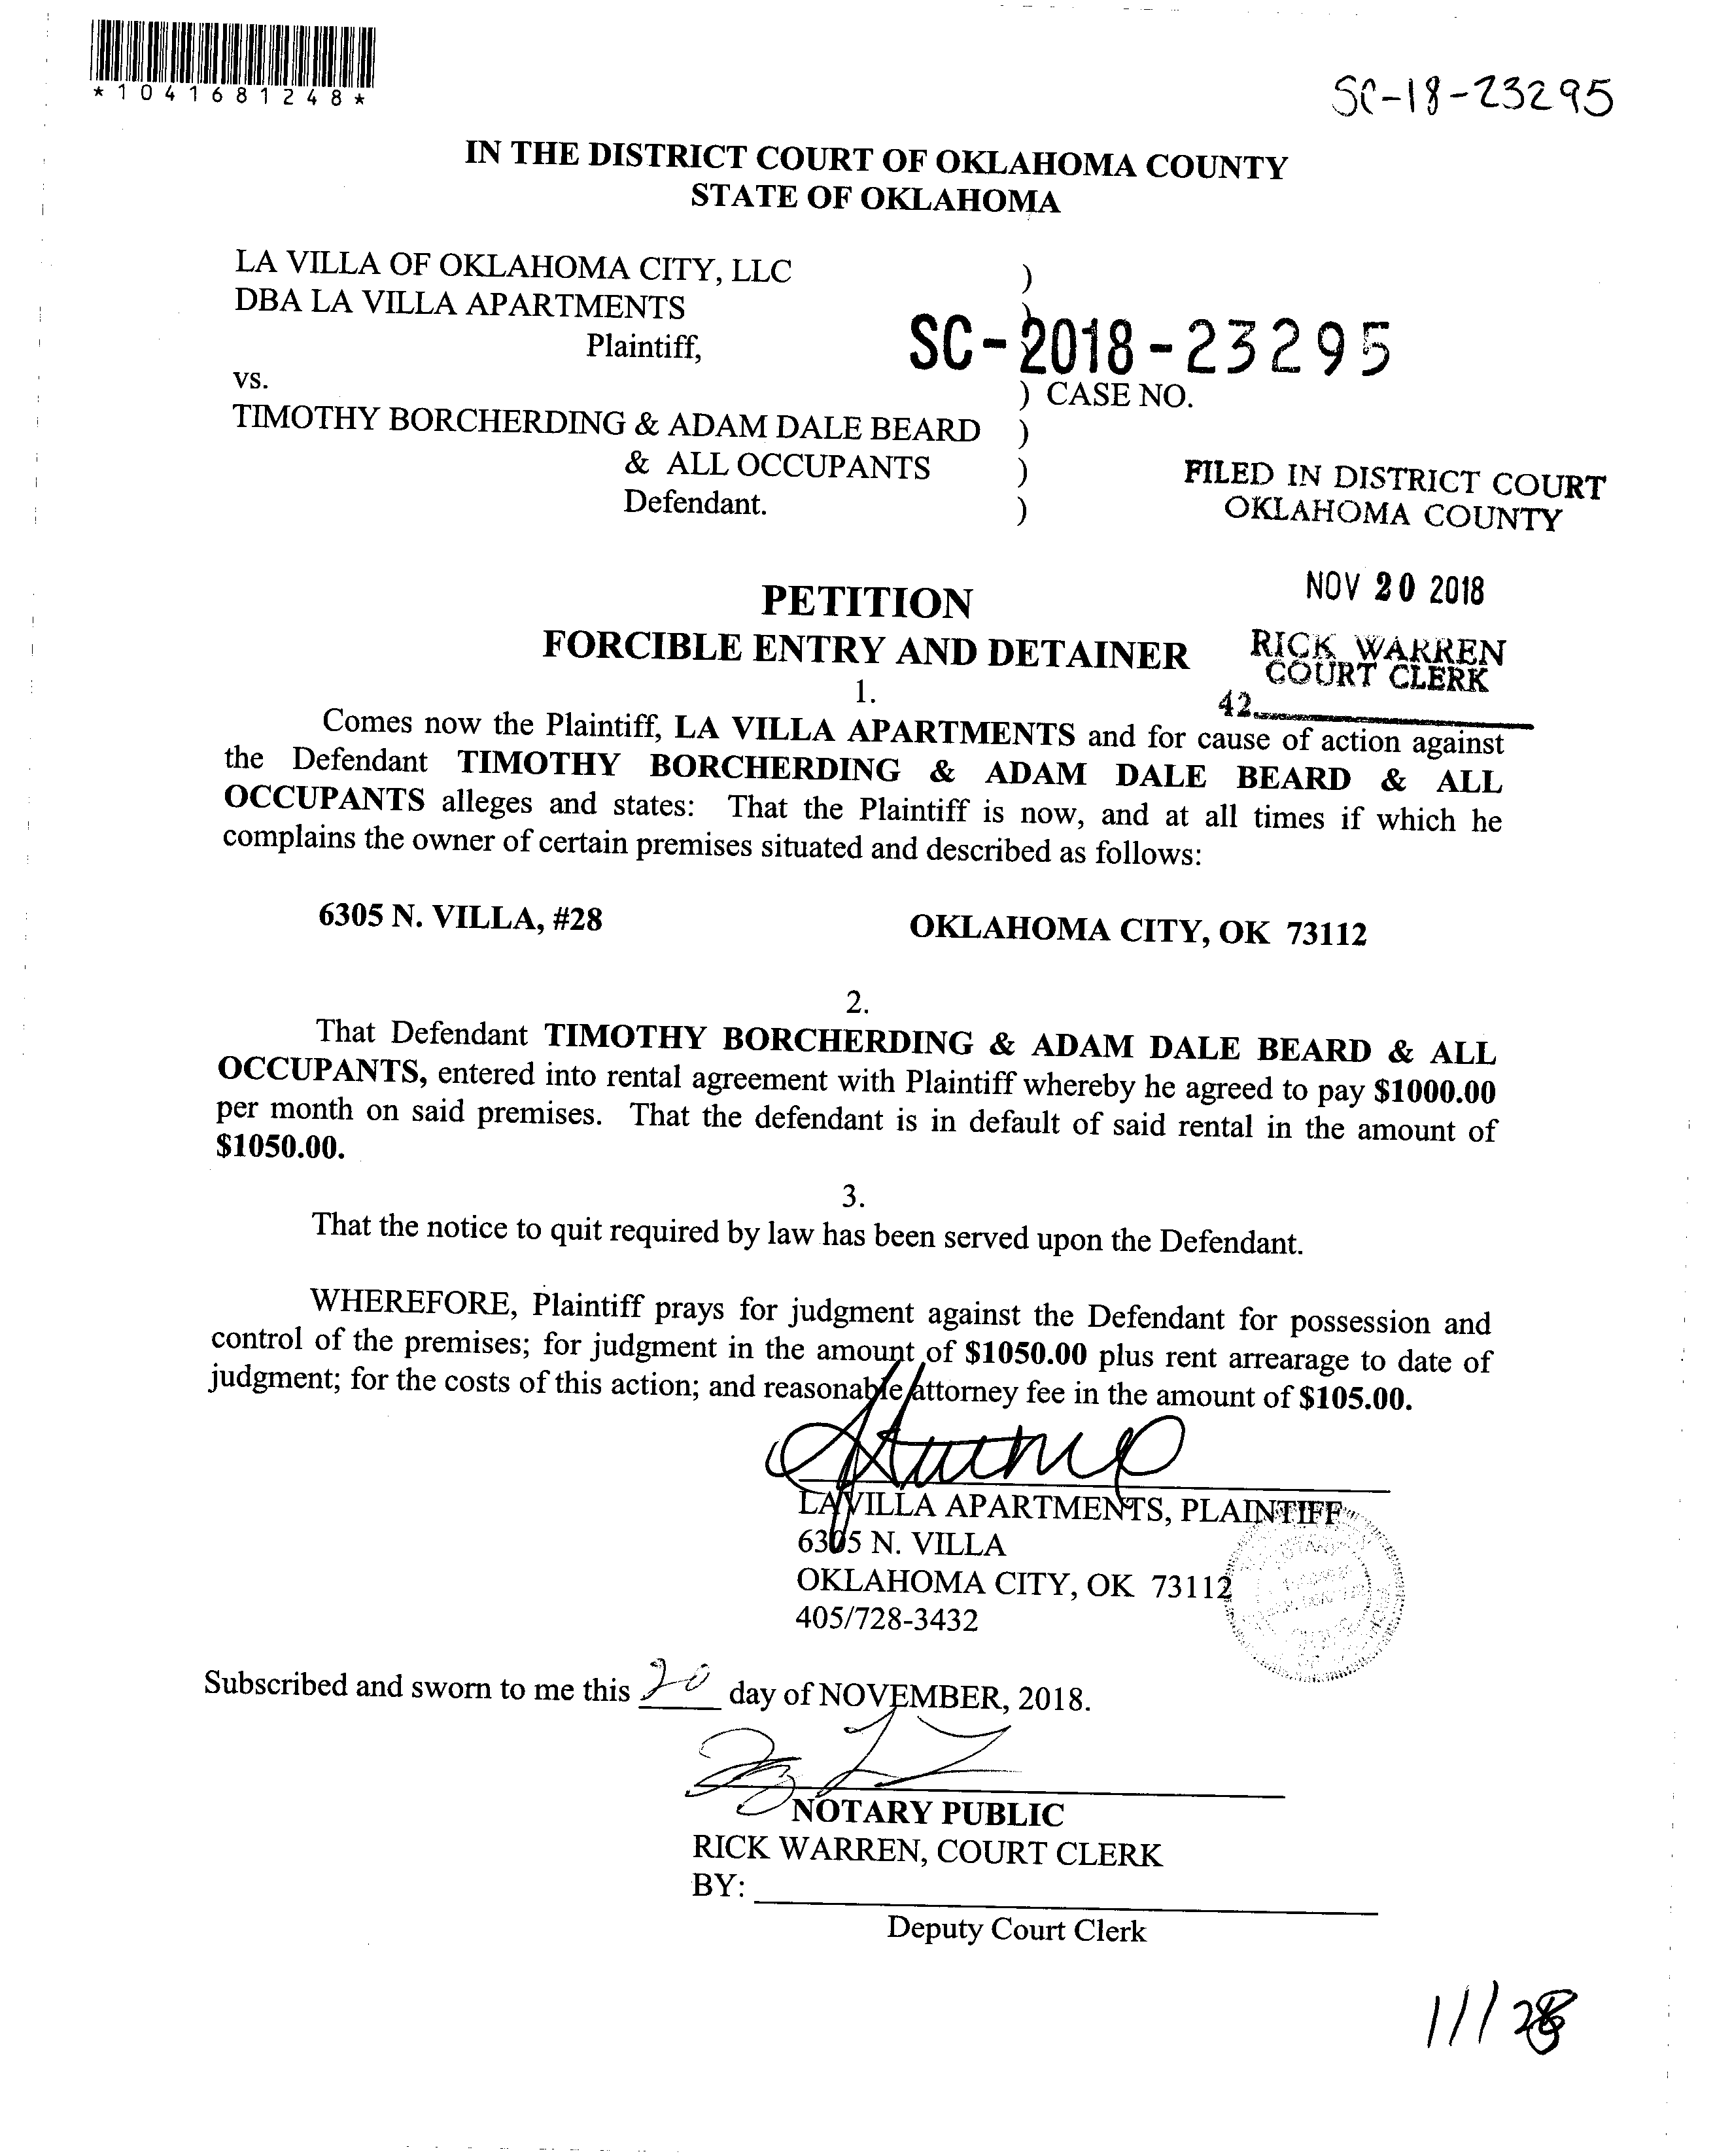 *1041681248*
SC-18-23295
IN THE DISTRICT COURT OF OKLAHOMA COUNTY
STATE OF OKLAHOMA
LA VILLA OF OKLAHOMA CITY, LLC )
DBA LA VILLA APARTMENTS )
Plaintiff,
SC-2018-23295
vs. ) CASE NO.
TIMOTHY BORCHERDING & ADAM DALE BEARD )
& ALL OCCUPANTS )
Defendant. )
FILED IN DISTRICT COURT
OKLAHOMA COUNTY
NOV 20 2018
RICK WARREN
COURT CLERK
42
PETITION
FORCIBLE ENTRY AND DETAINER
1.
Comes now the Plaintiff, LA VILLA APARTMENTS and for cause of action against
the Defendant TIMOTHY BORCHERDING & ADAM DALE BEARD & ALL
OCCUPANTS alleges and states: That the Plaintiff is now, and at all times if which he
complains the owner of certain premises situated and described as follows:
6305 N. VILLA, #28 OKLAHOMA CITY, OK 73112
2.
That Defendant TIMOTHY BORCHERDING & ADAM DALE BEARD & ALL
OCCUPANTS, entered into rental agreement with Plaintiff whereby he agreed to pay $1000.00
per month on said premises. That the defendant is in default of said rental in the amount of
$1050.00.
3.
That the notice to quit required by law has been served upon the Defendant.
WHEREFORE, Plaintiff prays for judgment against the Defendant for possession and
control of the premises; for judgment in the amount of $1050.00 plus rent arrearage to date of
judgment; for the costs of this action; and reasonable attorney fee in the amount of $105.00.
LA VILLA APARTMENTS, PLAINTIFF
6305 N. VILLA
OKLAHOMA CITY, OK 73112
405/728-3432
Subscribed and sworn to me this 20 day of NOVEMBER, 2018.
NOTARY PUBLIC
RICK WARREN, COURT CLERK
BY:
Deputy Court Clerk
11/28